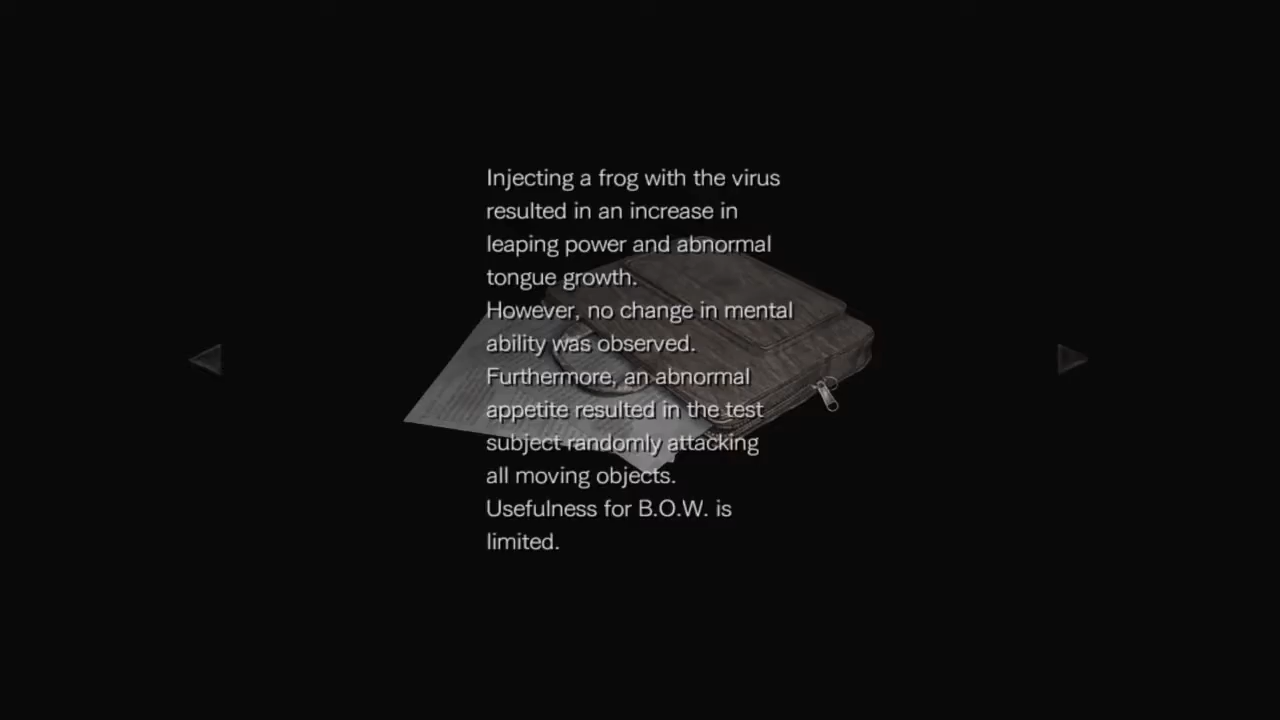 Injecting a frog with the virus
resulted in an increase in
leaping power and abnormal
tongue growth.
However, no change in mental
ability was observed.
Furthermore, an abnormal
appetite resulted in the test
subject randomly attacking
all moving objects.
Usefulness for B.O.W. is
limited.